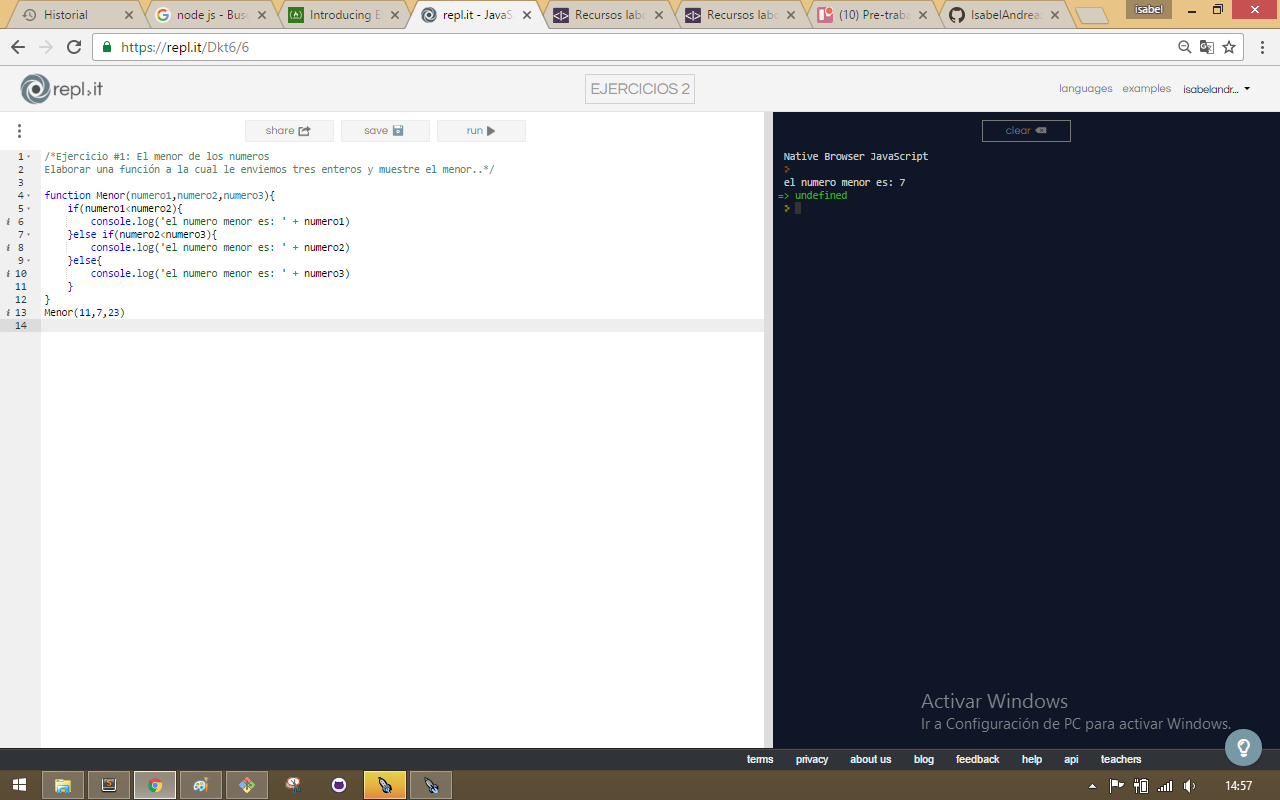 Historial
node js - Bus
Introducing E
repl.it - JavaS
Recursos labo
Recursos labo
(10) Pre-traba
IsabelAndrea
isabel
https://repl.it/Dkt6/6
repl.it
EJERCICIOS 2
languages examples isabelandr...
share save run
clear
1 /*Ejercicio #1: El menor de los numeros
2 Elaborar una función a la cual le enviemos tres enteros y muestre el menor..*/
3
4 function Menor(numero1,numero2,numero3){
5 if(numero1<numero2){
i 6 console.log('el numero menor es: ' + numero1)
7 }else if(numero2<numero3){
i 8 console.log('el numero menor es: ' + numero2)
9 }else{
i 10 console.log('el numero menor es: ' + numero3)
11 }
12 }
i 13 Menor(11,7,23)
14
Native Browser JavaScript
>
el numero menor es: 7
=> undefined
>
Activar Windows
Ir a Configuración de PC para activar Windows.
terms privacy about us blog feedback help api teachers
14:57